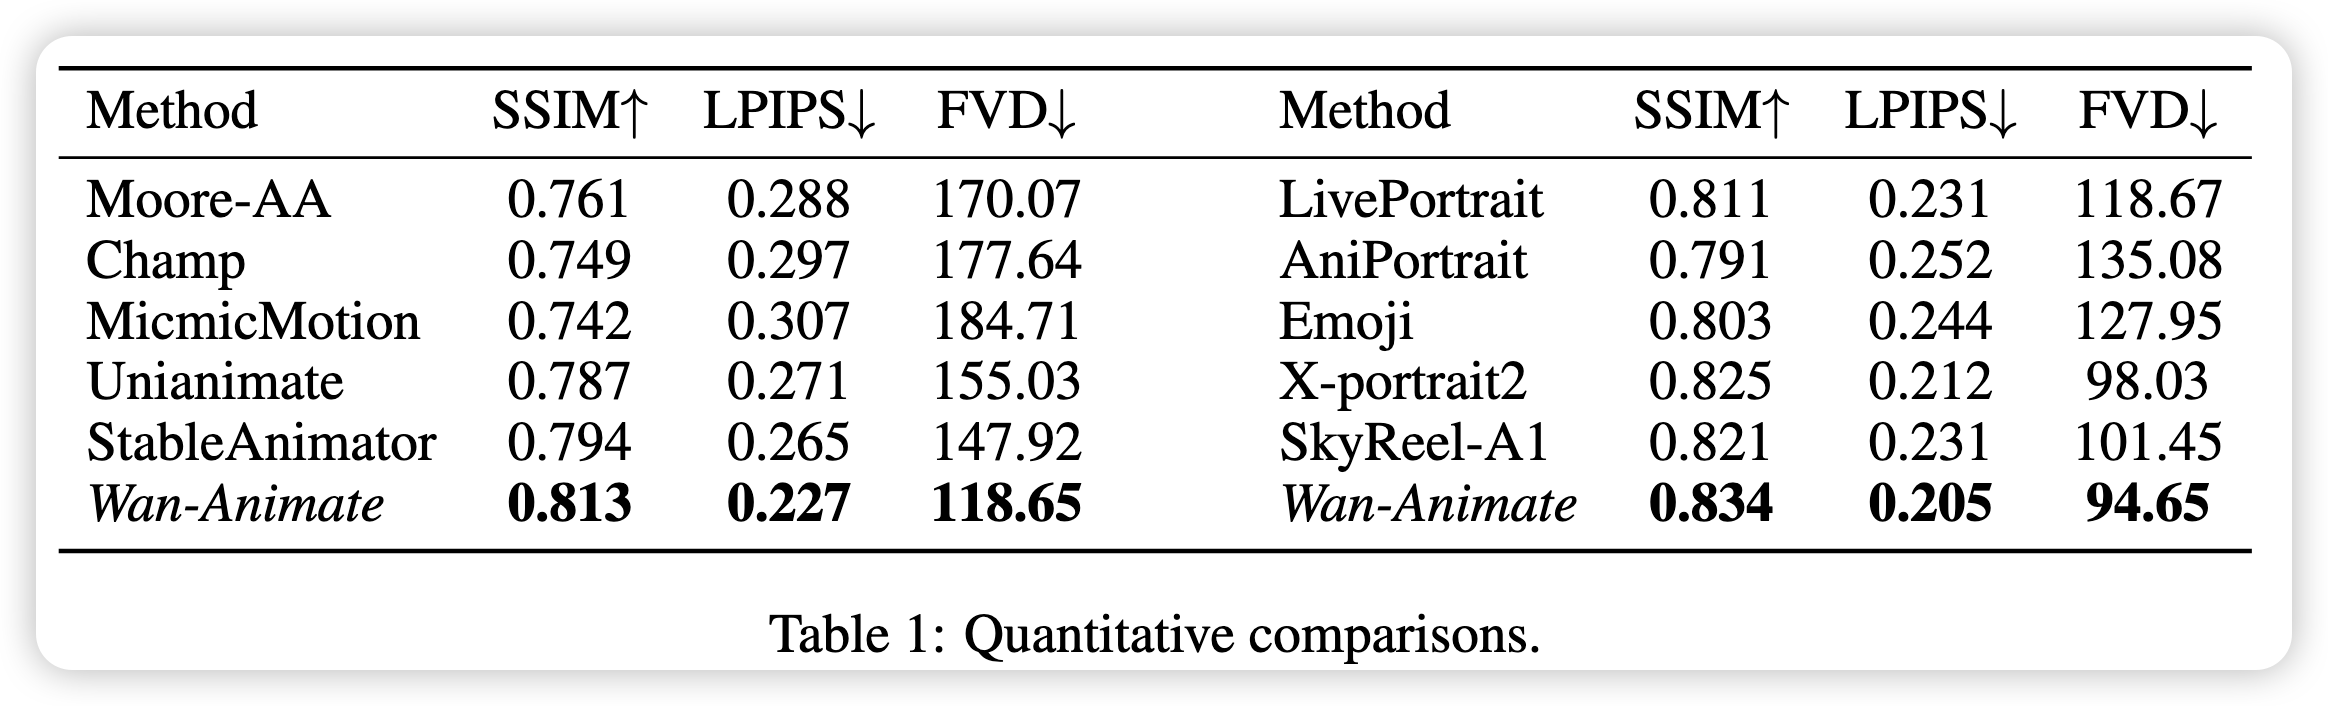 Method SSIM↑ LPIPS↓ FVD↓ Method SSIM↑ LPIPS↓ FVD↓
Moore-AA 0.761 0.288 170.07 LivePortrait 0.811 0.231 118.67
Champ 0.749 0.297 177.64 AniPortrait 0.791 0.252 135.08
MicmicMotion 0.742 0.307 184.71 Emoji 0.803 0.244 127.95
Unianimate 0.787 0.271 155.03 X-portrait2 0.825 0.212 98.03
StableAnimator 0.794 0.265 147.92 SkyReel-A1 0.821 0.231 101.45
Wan-Animate 0.813 0.227 118.65 Wan-Animate 0.834 0.205 94.65
Table 1: Quantitative comparisons.